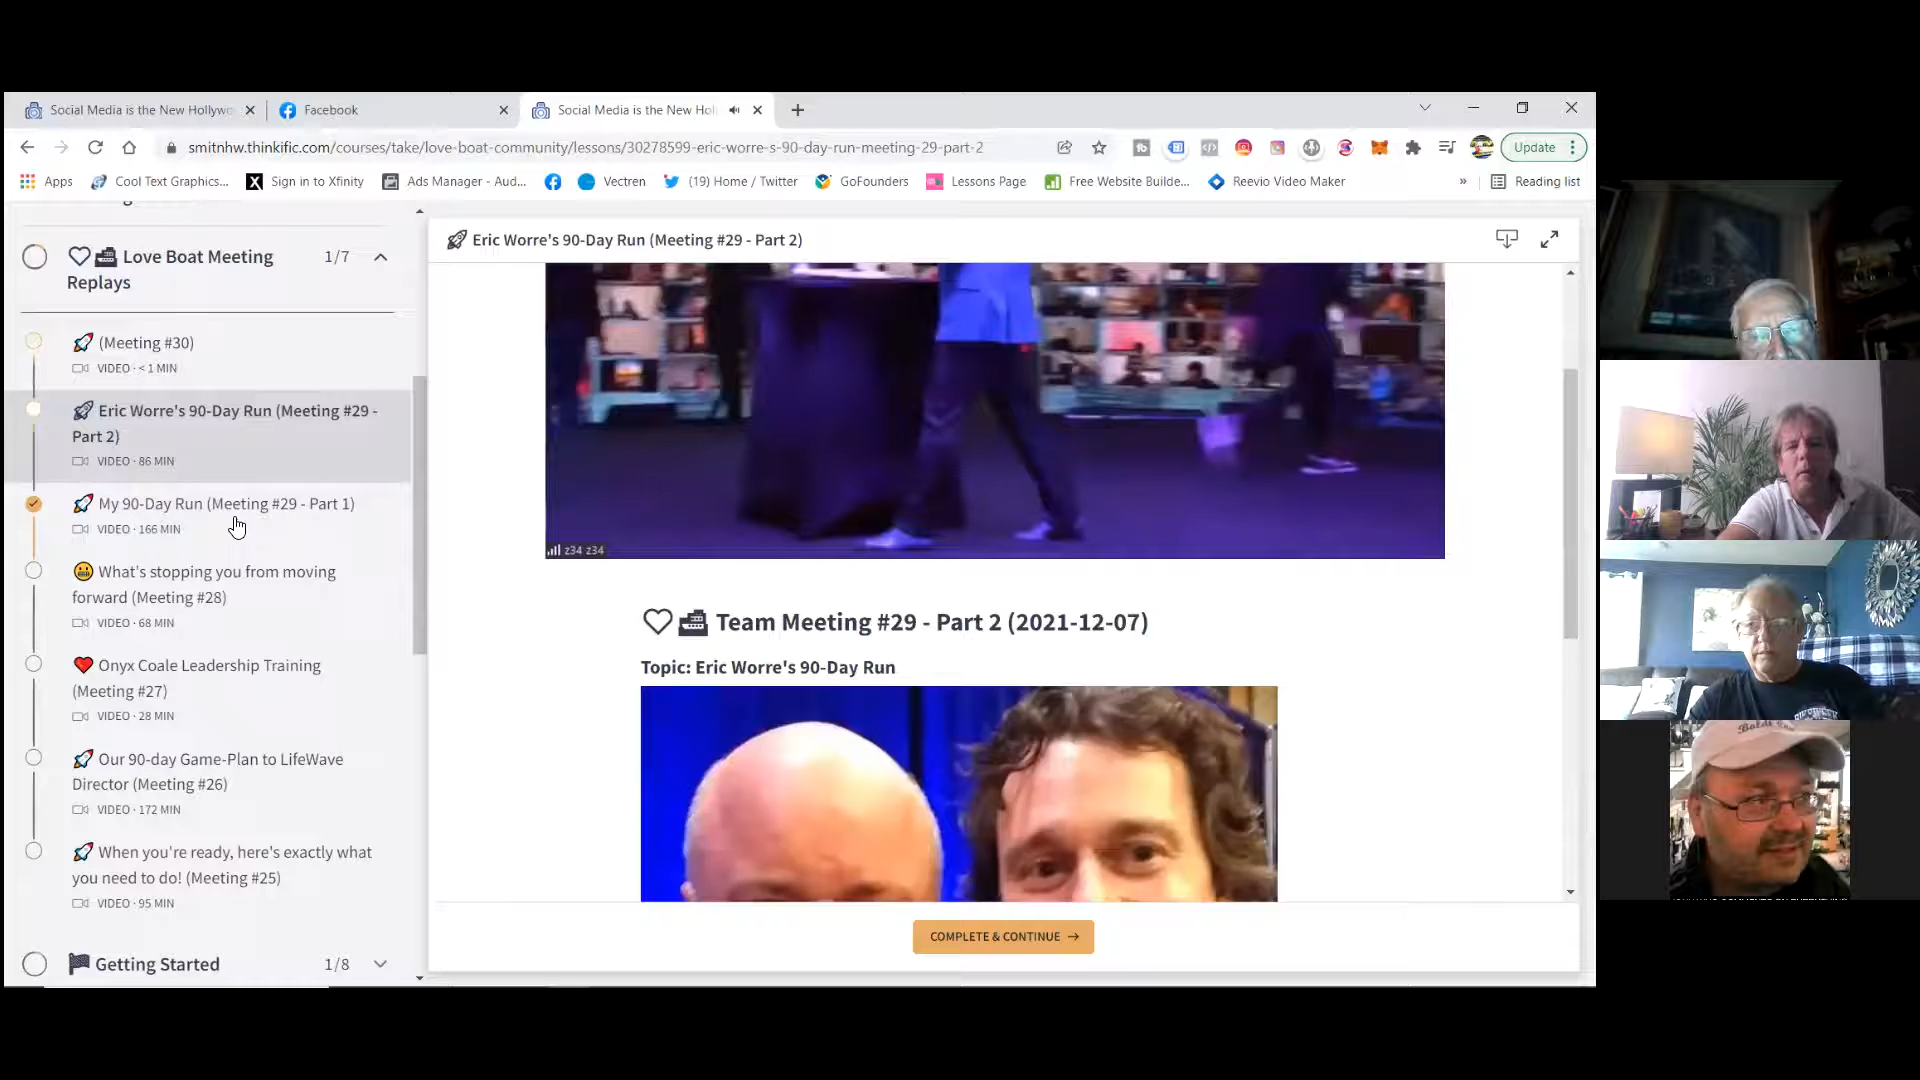 Social Media is the New Hollywo
Facebook
Social Media is the New Hol
smitnhw.thinkific.com/courses/take/love-boat-community/lessons/30278599-eric-worre-s-90-day-run-meeting-29-part-2
Update
Apps
Cool Text Graphics...
Sign in to Xfinity
Ads Manager - Aud...
Vectren
(19) Home / Twitter
GoFounders
Lessons Page
Free Website Builde...
Reevio Video Maker
»
Reading list
Love Boat Meeting
Replays
1/7
(Meeting #30)
VIDEO · < 1 MIN
Eric Worre's 90-Day Run (Meeting #29 -
Part 2)
VIDEO · 86 MIN
My 90-Day Run (Meeting #29 - Part 1)
VIDEO · 166 MIN
What's stopping you from moving
forward (Meeting #28)
VIDEO · 68 MIN
Onyx Coale Leadership Training
(Meeting #27)
VIDEO · 28 MIN
Our 90-day Game-Plan to LifeWave
Director (Meeting #26)
VIDEO · 172 MIN
When you're ready, here's exactly what
you need to do! (Meeting #25)
VIDEO · 95 MIN
Getting Started
1/8
Eric Worre's 90-Day Run (Meeting #29 - Part 2)
z34 z34
Team Meeting #29 - Part 2 (2021-12-07)
Topic: Eric Worre's 90-Day Run
COMPLETE & CONTINUE →